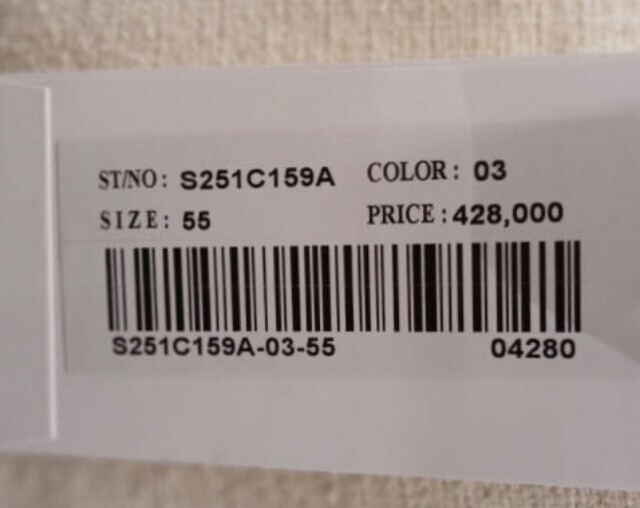 ST/NO: S251C159A COLOR: 03
SIZE: 55 PRICE: 428,000
S251C159A-03-55 04280